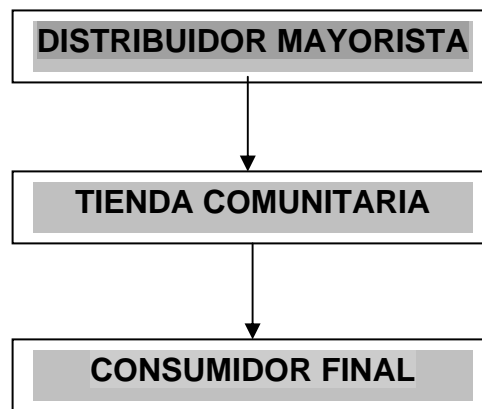 DISTRIBUIDOR MAYORISTA
TIENDA COMUNITARIA
CONSUMIDOR FINAL